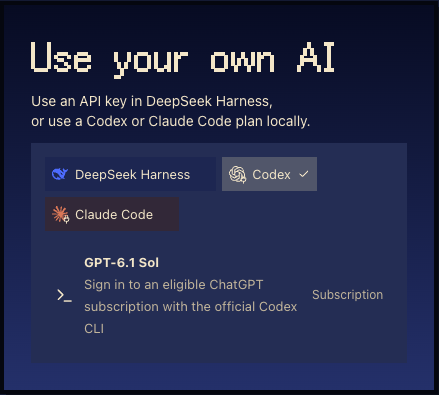 Use your own AI
Use an API key in DeepSeek Harness,
or use a Codex or Claude Code plan locally.
DeepSeek Harness
Codex
Claude Code
GPT-6.1 Sol
Sign in to an eligible ChatGPT
subscription with the official Codex
CLI
Subscription